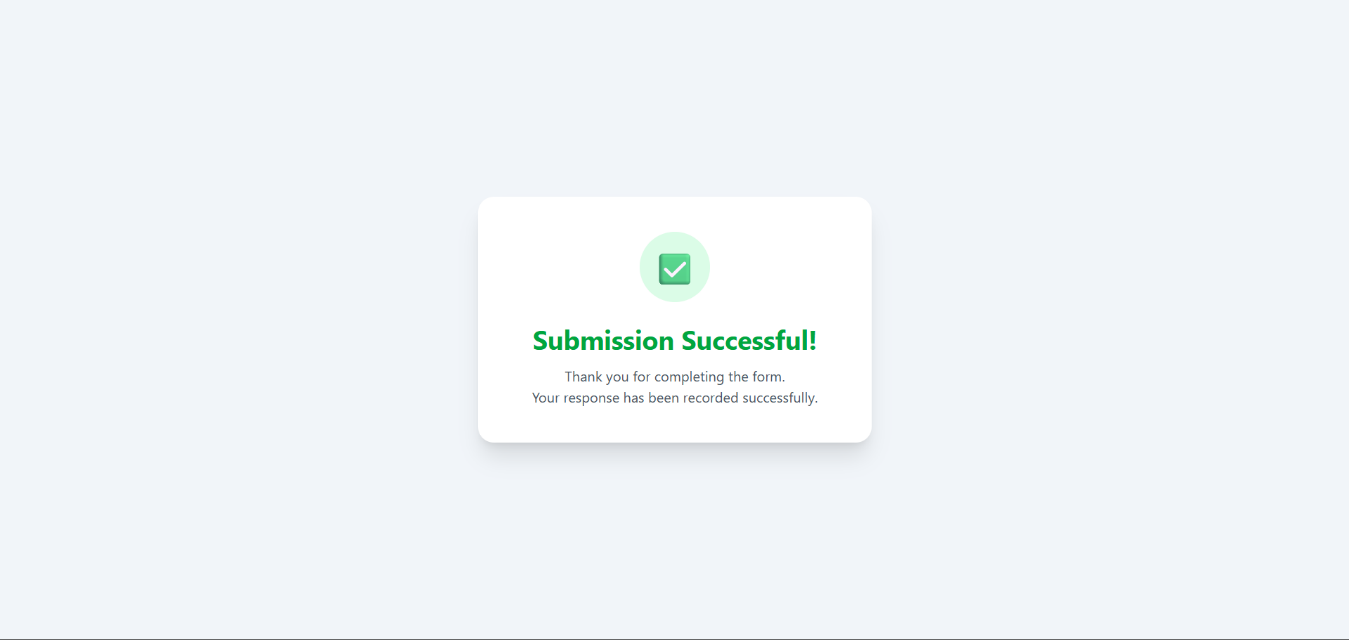 Submission Successful!
Thank you for completing the form.
Your response has been recorded successfully.